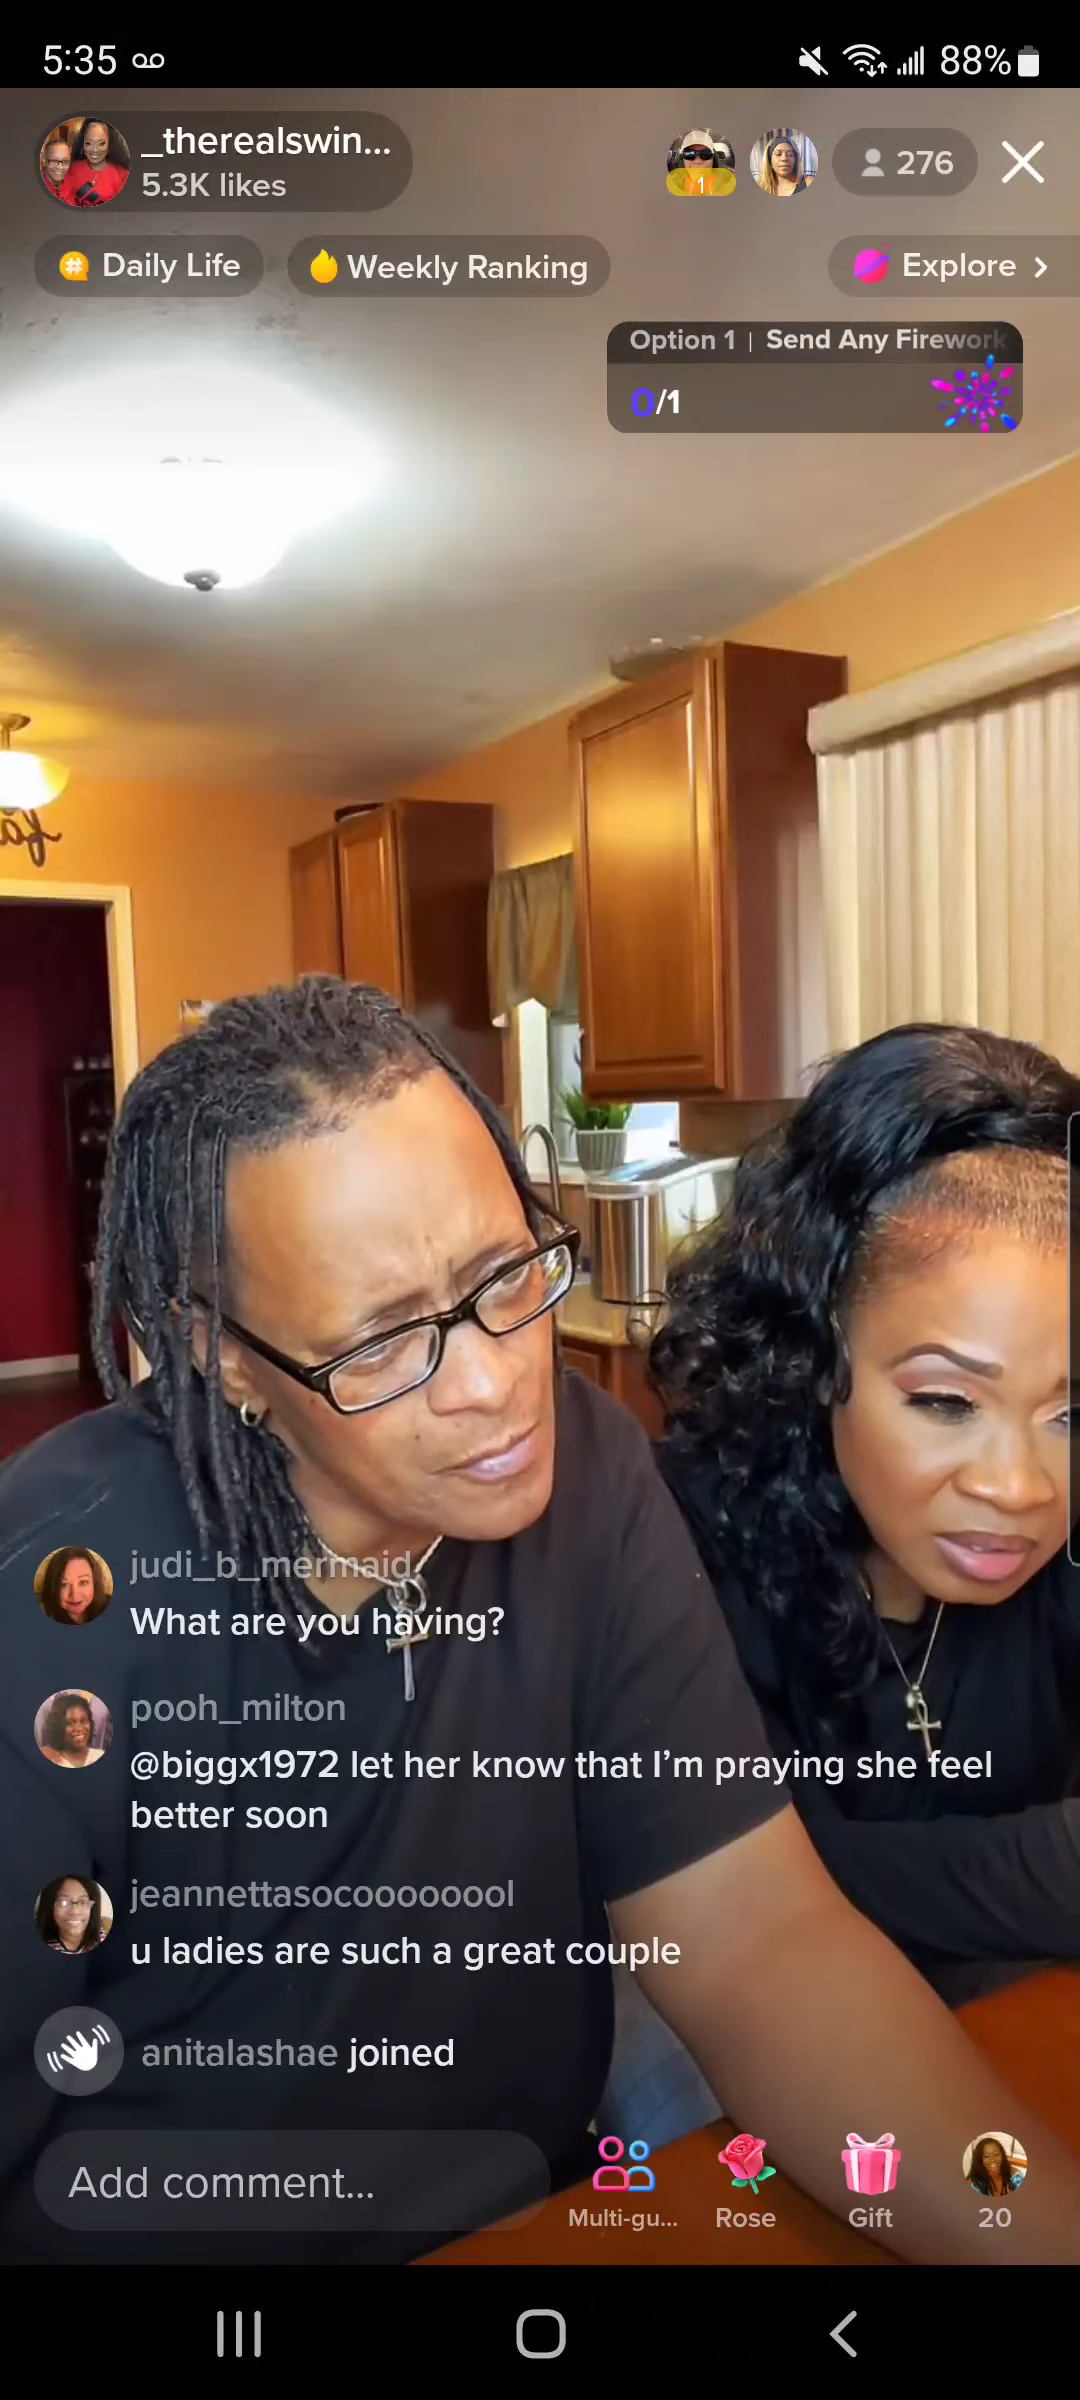 5:35
88%
_therealswin...
5.3K likes
1
276
Daily Life
Weekly Ranking
Explore
Option 1 | Send Any Firework
0/1
judi_b_mermaid
What are you having?
pooh_milton
@biggx1972 let her know that I'm praying she feel
better soon
jeannettasocoooooool
u ladies are such a great couple
anitalashae joined
Add comment...
Multi-gu...
Rose
Gift
20